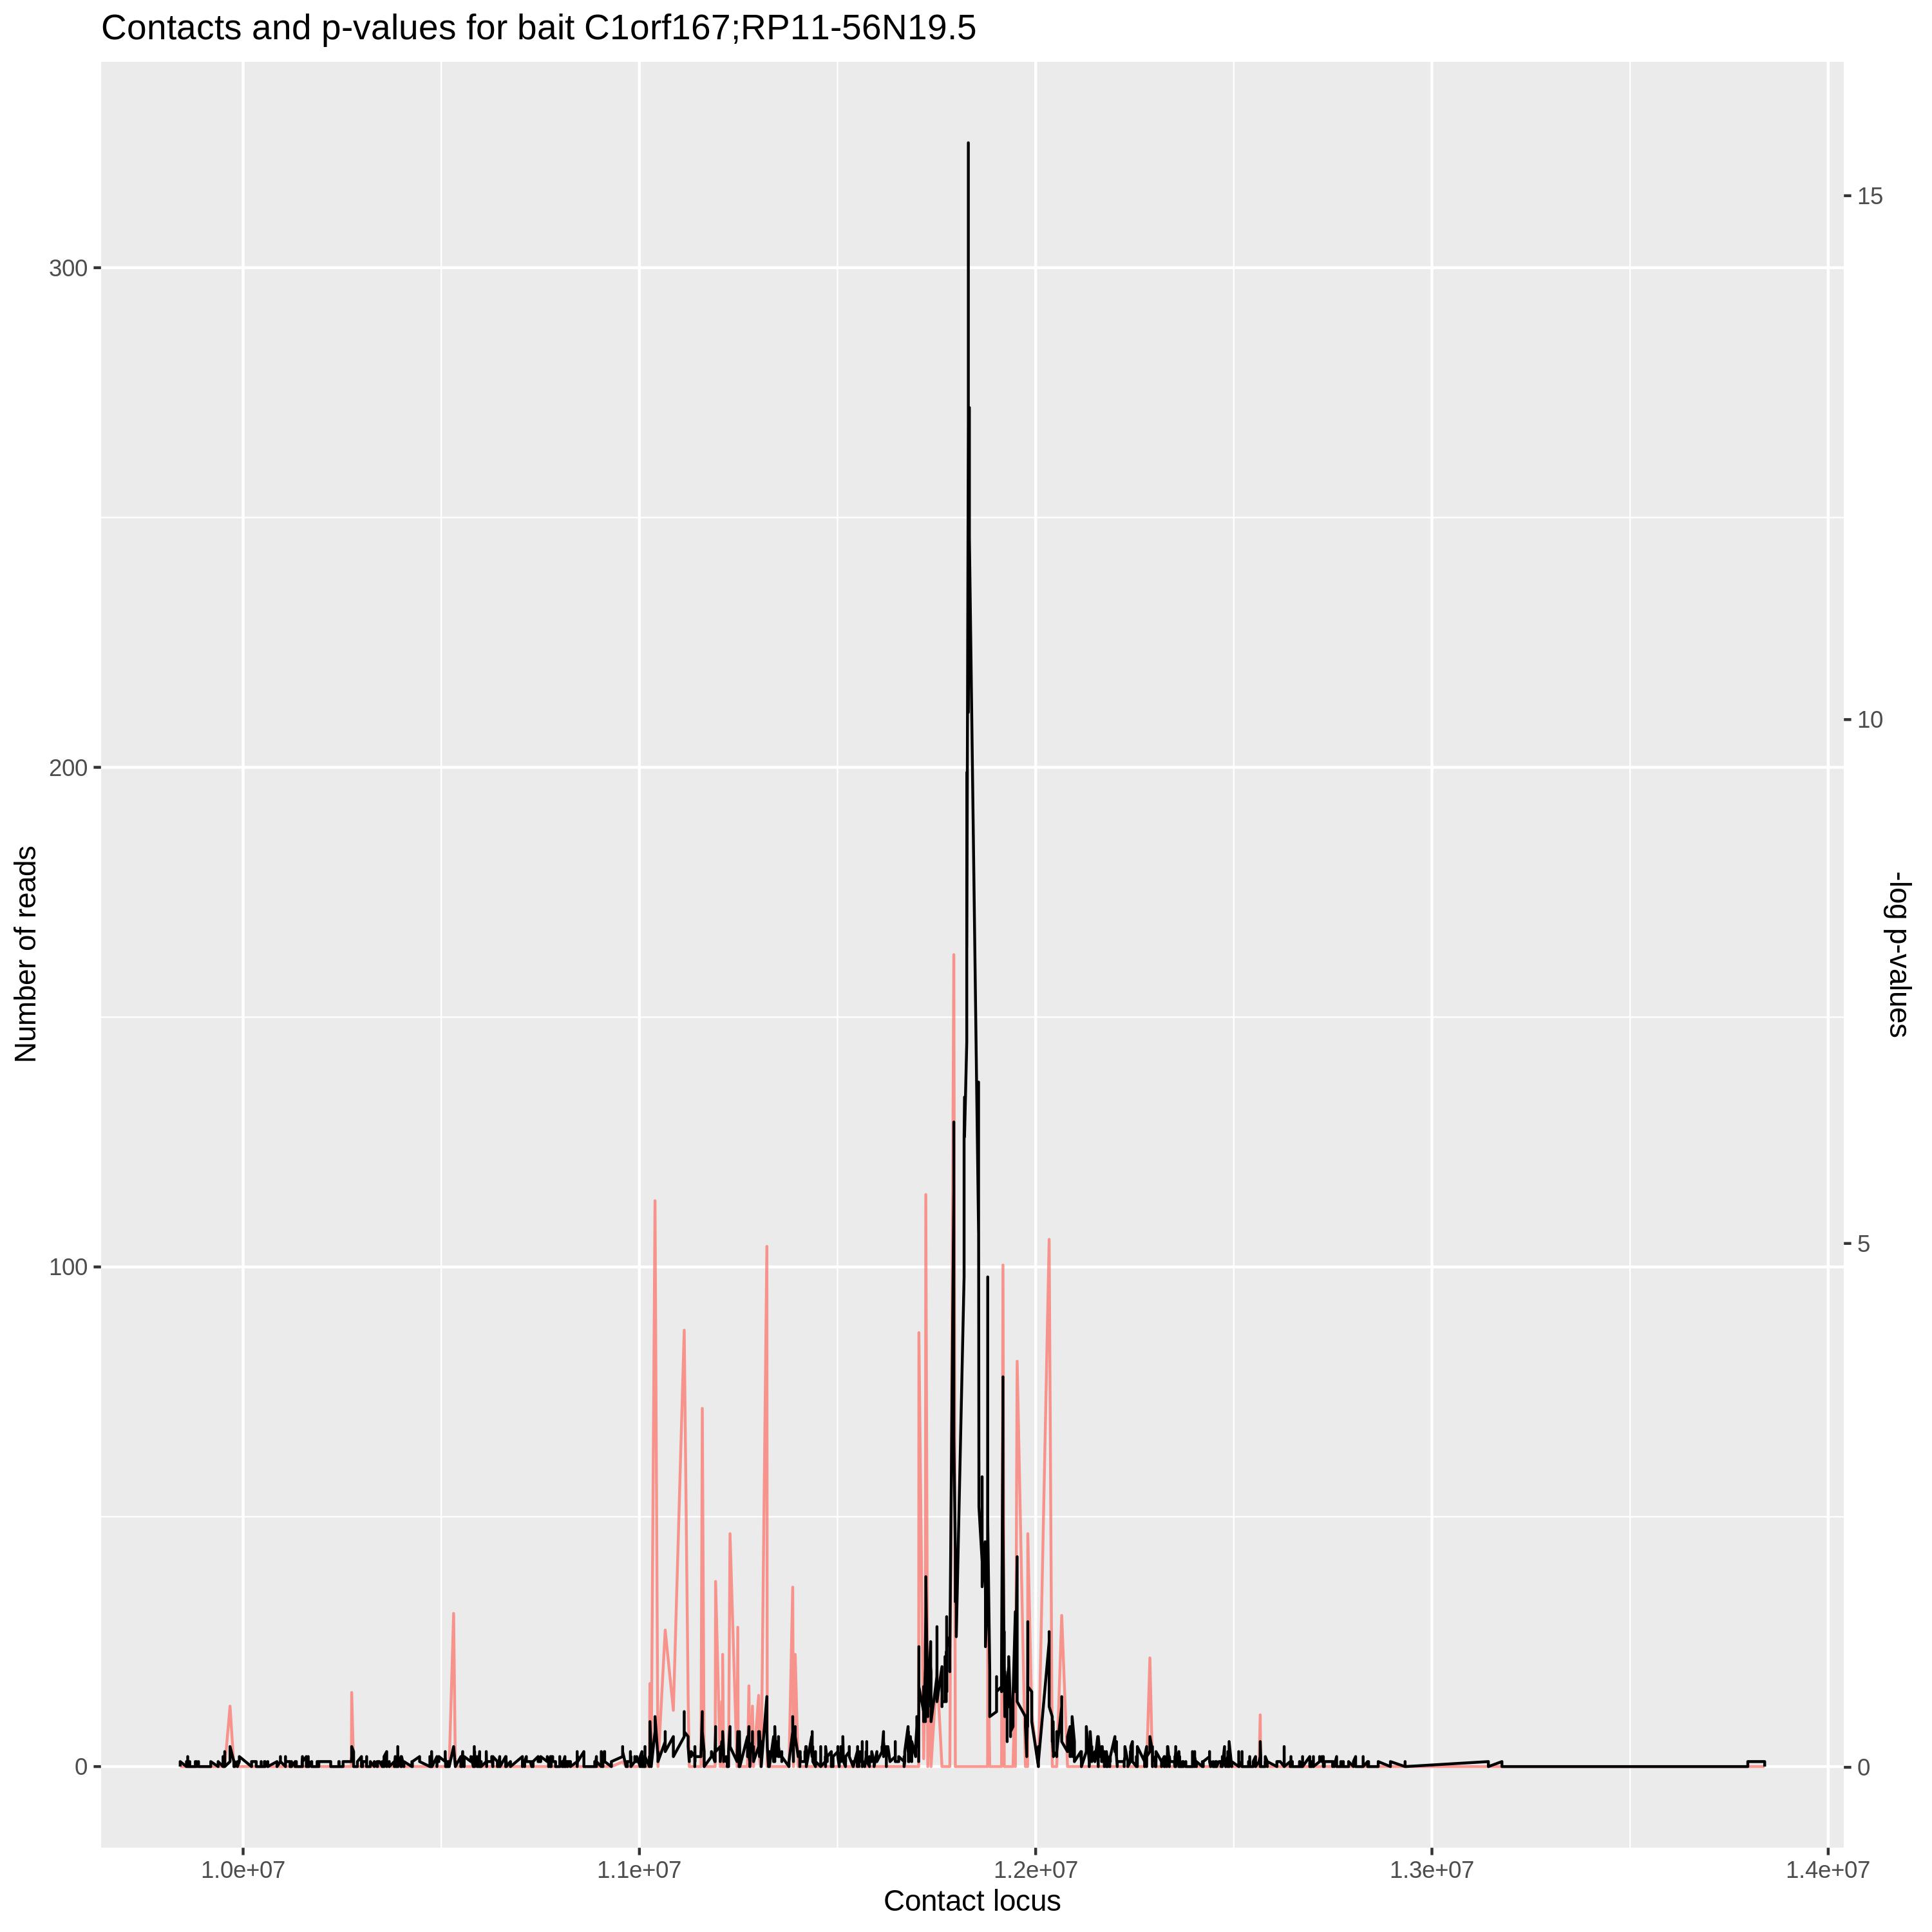 Contacts and p-values for bait C1orf167;RP11-56N19.5
Number of reads
300
200
100
0
15
10
5
0
-log p-values
1.0e+07
1.1e+07
1.2e+07
1.3e+07
1.4e+07
Contact locus